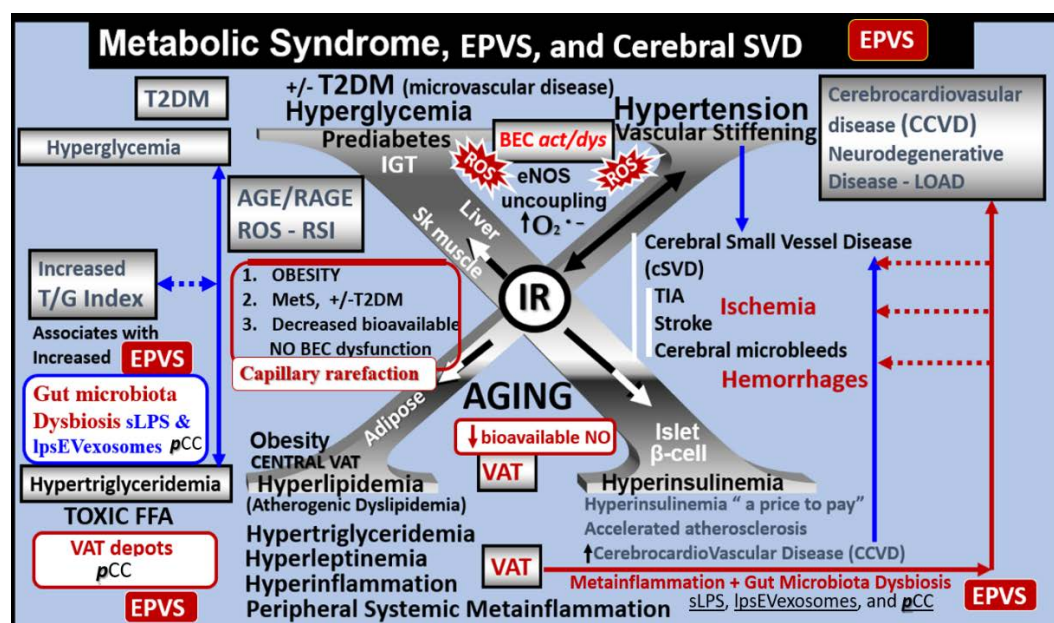 Metabolic Syndrome, EPVS, and Cerebral SVD
EPVS
T2DM
Hyperglycemia
AGE/RAGE
ROS - RSI
Increased
T/G Index
Associates with
Increased EPVS
Gut microbiota
Dysbiosis sLPS &
lpsEVexosomes pCC
Hypertriglyceridemia
TOXIC FFA
VAT depots
pCC
EPVS
+/- T2DM (microvascular disease)
Hyperglycemia
Prediabetes
IGT
Liver
Sk muscle
ROS
BEC act/dys
ROS
eNOS
uncoupling
↑O₂˙−
Hypertension
Vascular Stiffening
1. OBESITY
2. MetS, +/-T2DM
3. Decreased bioavailable
NO BEC dysfunction
Capillary rarefaction
IR
AGING
↓ bioavailable NO
VAT
Adipose
Obesity
CENTRAL VAT
Hyperlipidemia
(Atherogenic Dyslipidemia)
Hypertriglyceridemia
Hyperleptinemia
Hyperinflammation
Peripheral Systemic Metainflammation
Islet
β-cell
Hyperinsulinemia
Hyperinsulinemia “ a price to pay”
Accelerated atherosclerosis
↑CerebrocardioVascular Disease (CCVD)
VAT
Metainflammation + Gut Microbiota Dysbiosis
sLPS, lpsEVexosomes, and pCC
EPVS
Cerebrocardiovasular
disease (CCVD)
Neurodegenerative
Disease - LOAD
Cerebral Small Vessel Disease
(cSVD)
TIA
Ischemia
Stroke
Cerebral microbleeds
Hemorrhages